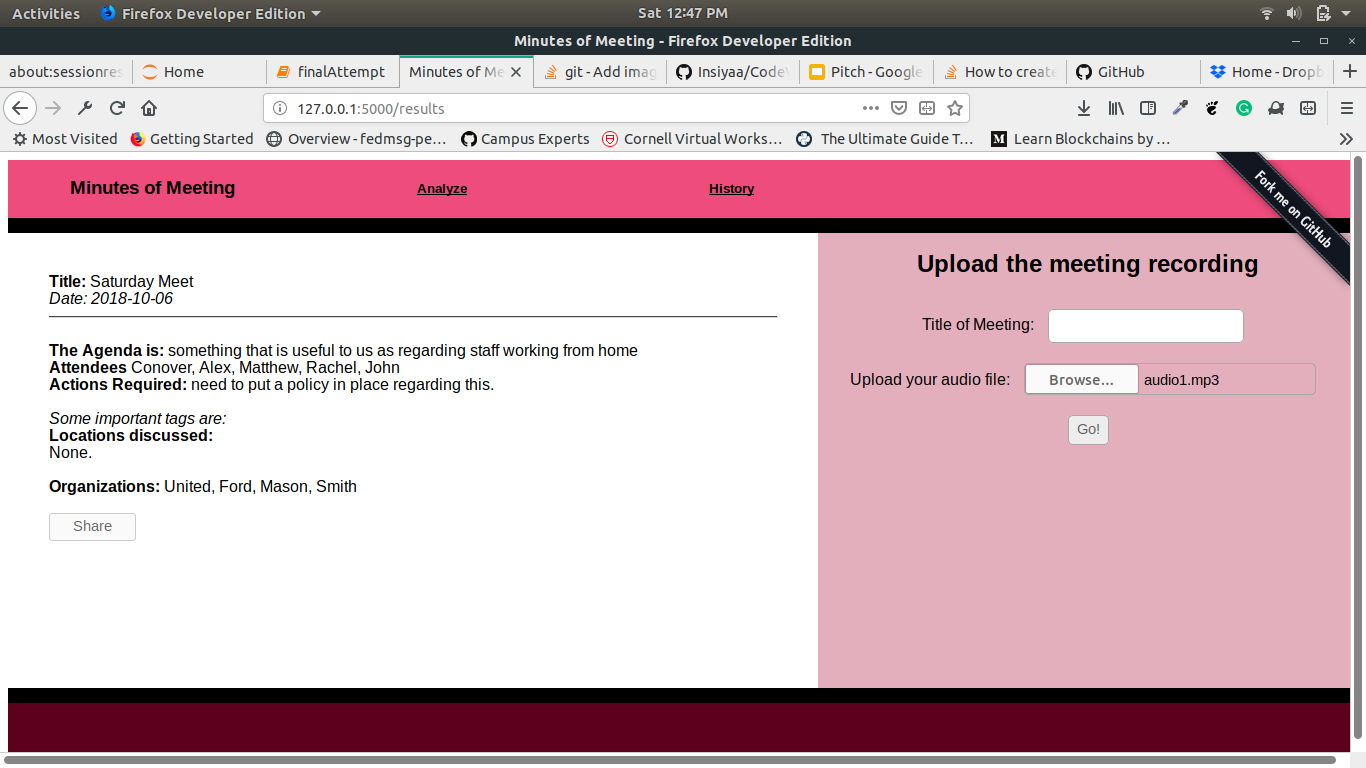 Activities Firefox Developer Edition Sat 12:47 PM
Minutes of Meeting - Firefox Developer Edition
about:sessionres Home finalAttempt Minutes of Me git - Add imag Insiyaa/Code Pitch - Google How to create GitHub Home - Dropb
127.0.0.1:5000/results
Most Visited Getting Started Overview - fedmsg-pe... Campus Experts Cornell Virtual Works... The Ultimate Guide T... Learn Blockchains by ...
Minutes of Meeting Analyze History
Fork me on GitHub
Title: Saturday Meet
Date: 2018-10-06
The Agenda is: something that is useful to us as regarding staff working from home
Attendees Conover, Alex, Matthew, Rachel, John
Actions Required: need to put a policy in place regarding this.
Some important tags are:
Locations discussed:
None.
Organizations: United, Ford, Mason, Smith
Share
Upload the meeting recording
Title of Meeting:
Upload your audio file: Browse... audio1.mp3
Go!